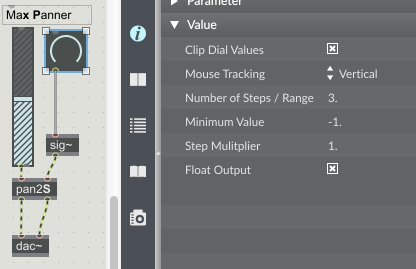 Max Panner
sig~
pan2S
dac~
Parameter
Value
Clip Dial Values
Mouse Tracking Vertical
Number of Steps / Range 3.
Minimum Value -1.
Step Mulitplier 1.
Float Output